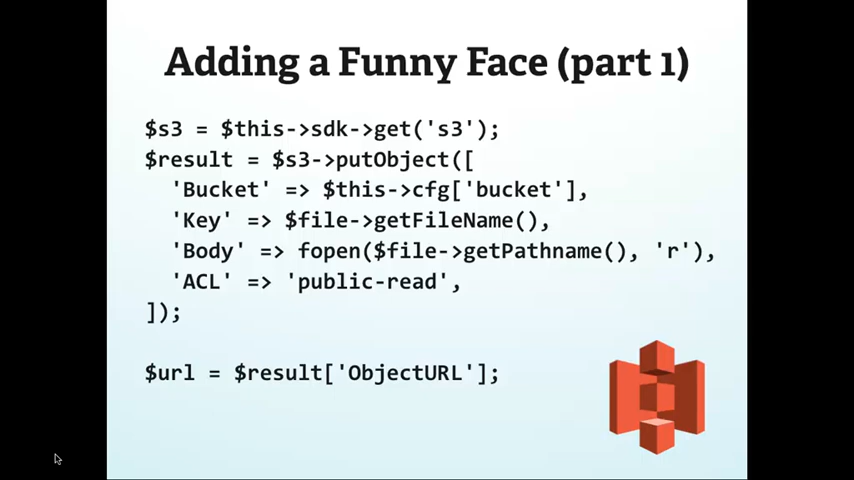 Adding a Funny Face (part 1)
$s3 = $this->sdk->get('s3');
$result = $s3->putObject([
'Bucket' => $this->cfg['bucket'],
'Key' => $file->getFileName(),
'Body' => fopen($file->getPathname(), 'r'),
'ACL' => 'public-read',
]);
$url = $result['ObjectURL'];